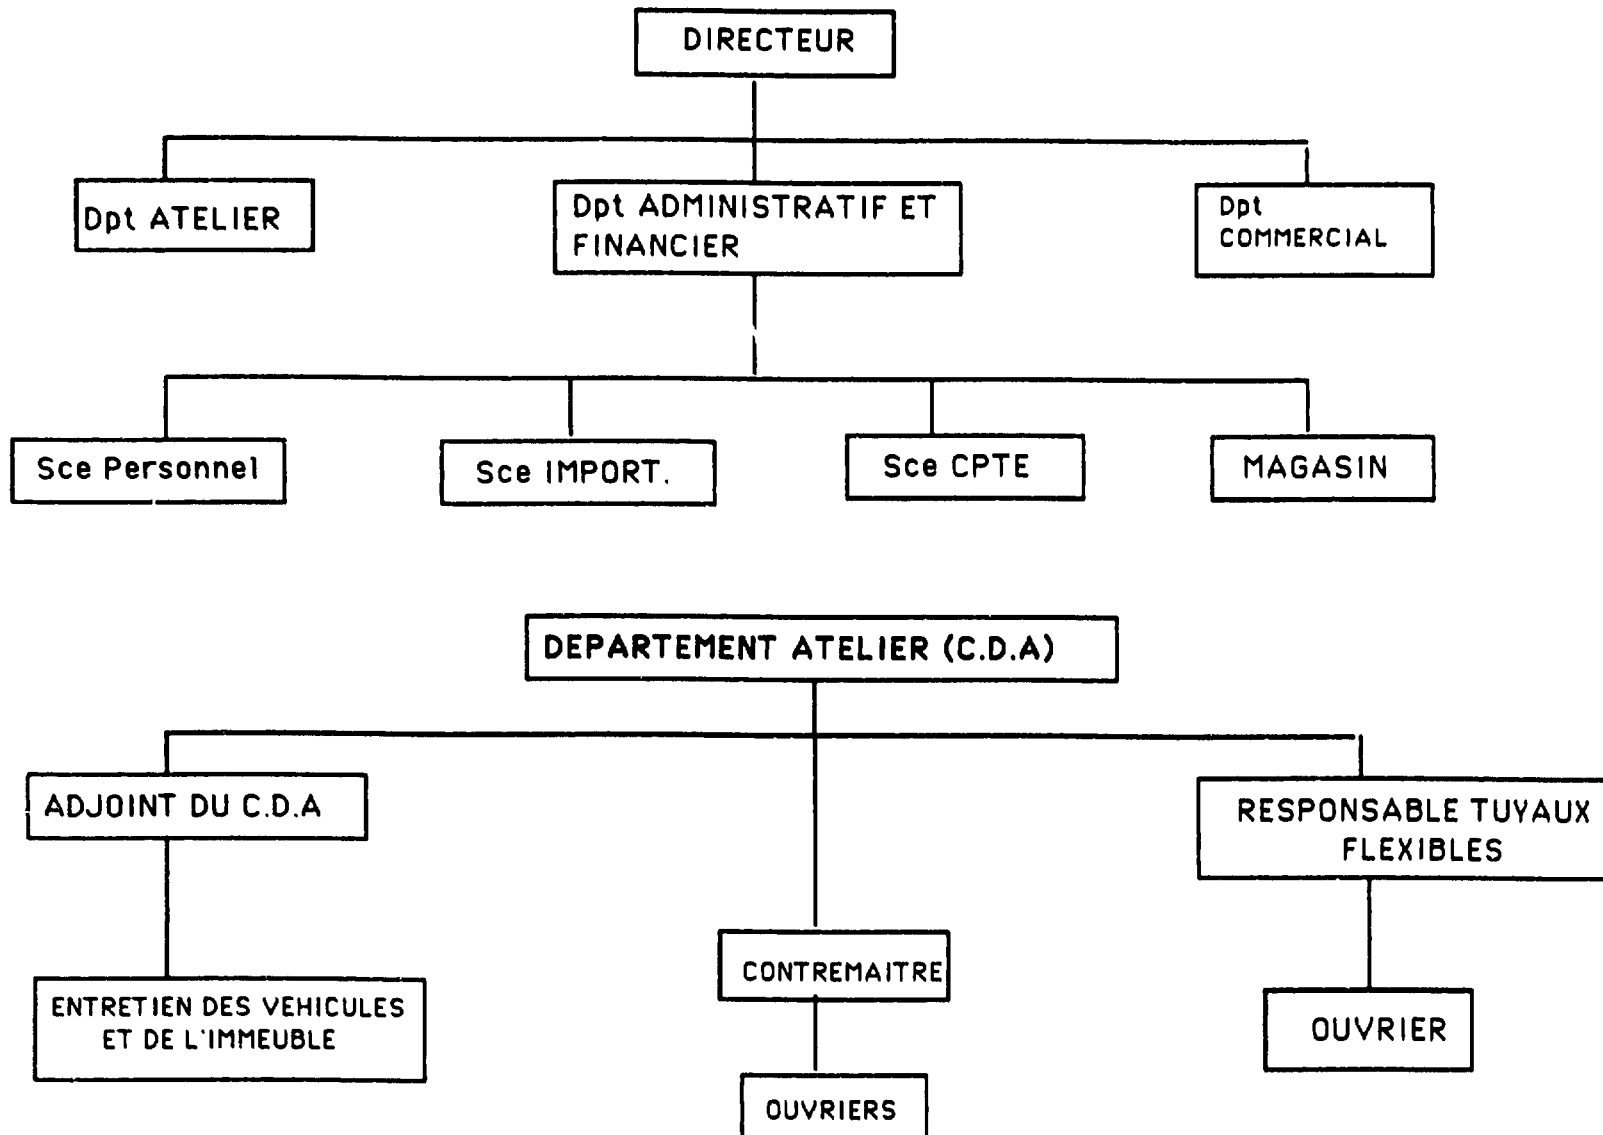 DIRECTEUR
Dpt ATELIER
Dpt ADMINISTRATIF ET
FINANCIER
Dpt
COMMERCIAL
Sce Personnel
Sce IMPORT.
Sce CPTE
MAGASIN
DEPARTEMENT ATELIER (C.D.A)
ADJOINT DU C.D.A
RESPONSABLE TUYAUX
FLEXIBLES
CONTREMAITRE
ENTRETIEN DES VEHICULES
ET DE L'IMMEUBLE
OUVRIER
OUVRIERS